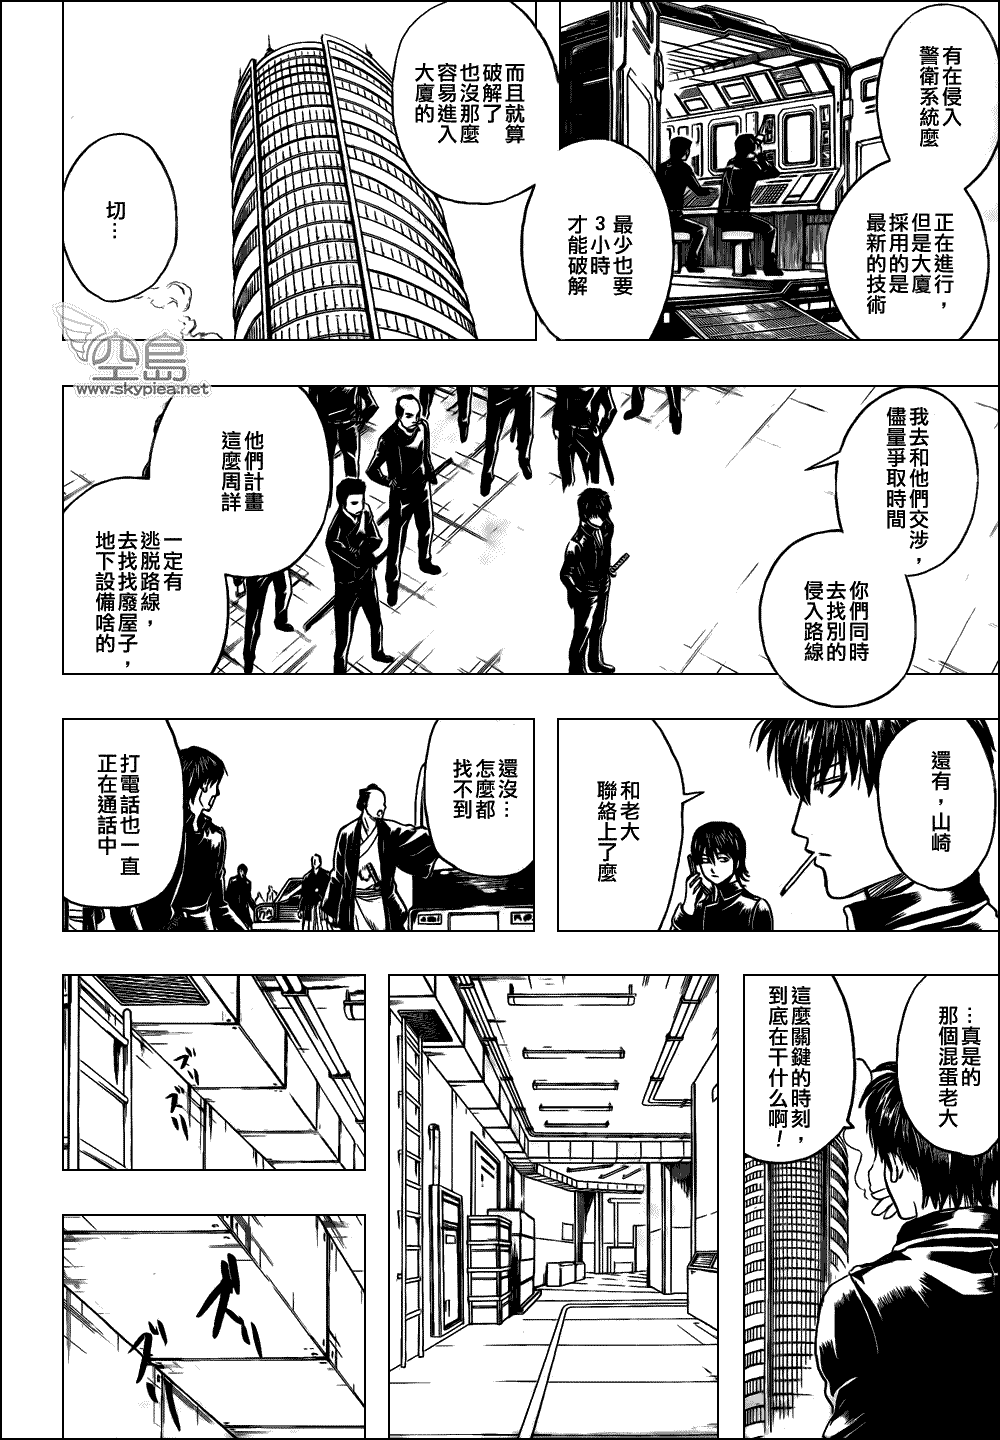 有在侵入
警衛系統麼
正在進行，
但是大廈
採用的是
最新的技術
最少也要
3小時
才能破解
而且就算
破解了
也沒那麼
容易進入
大廈的
切…
空島
www.skypiea.net
我去和他們交涉，
儘量爭取時間
你們同時
去找別的
侵入路線
他們計畫
這麼周詳
一定有
逃脫路線，
去找找廢屋子，
地下設備啥的
還有，山崎
和老大
聯絡上了麼
還沒…
怎麼都
找不到
打電話也一直
正在通話中
…真是的
那個混蛋老大
這麼關鍵的時刻，
到底在干什么啊！
ズズ
ズズ